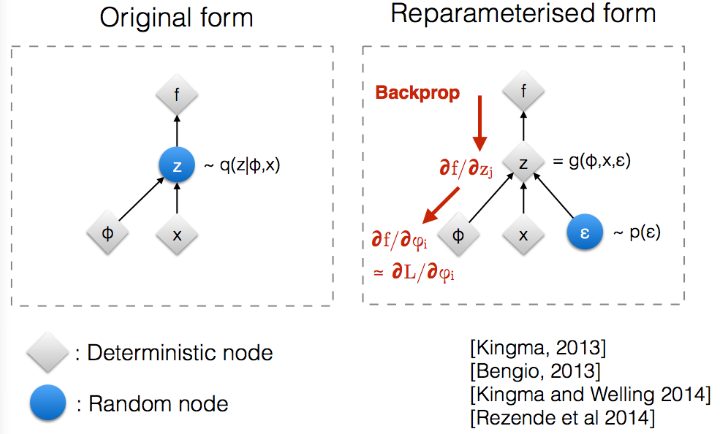 Original form
f
z ~ q(z|ϕ,x)
ϕ x
Reparameterised form
Backprop f
∂f/∂zj z = g(ϕ,x,ε)
∂f/∂φi ϕ x ε ~ p(ε)
≃ ∂L/∂φi
: Deterministic node
: Random node
[Kingma, 2013]
[Bengio, 2013]
[Kingma and Welling 2014]
[Rezende et al 2014]